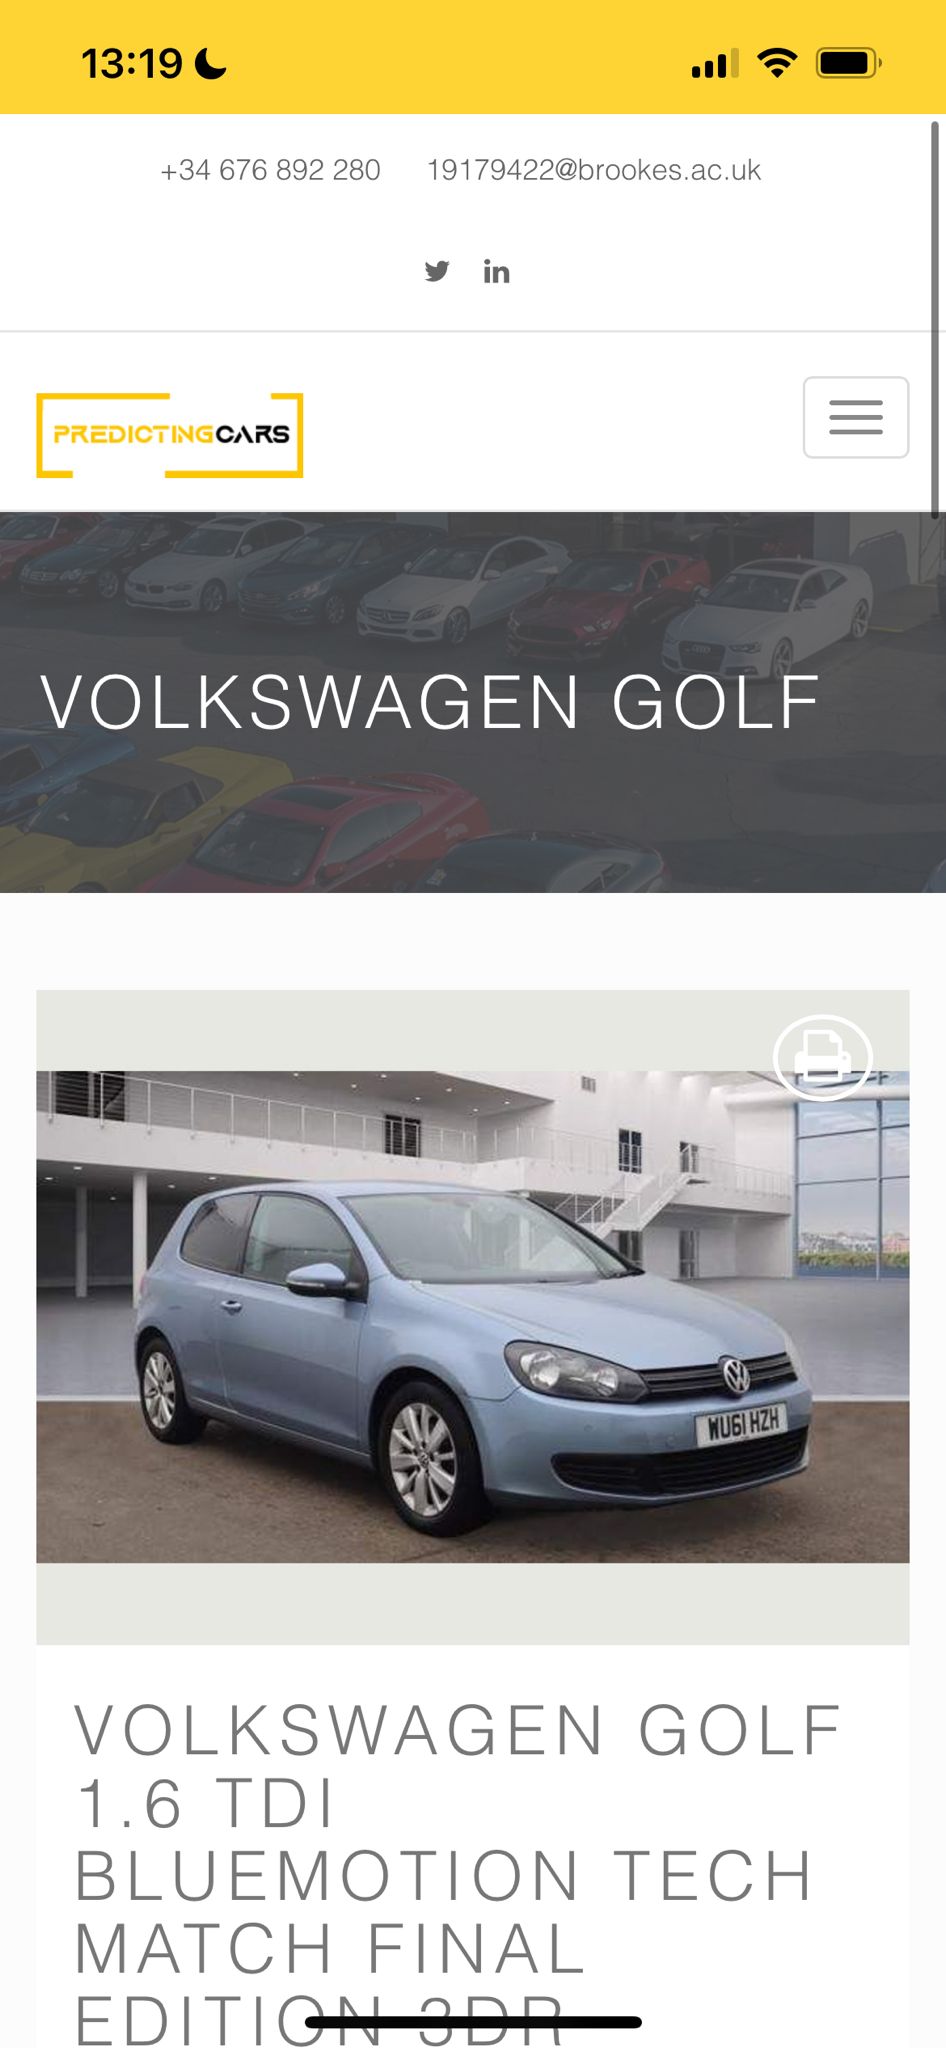 13:19
+34 676 892 280 19179422@brookes.ac.uk
PREDICTINGCARS
VOLKSWAGEN GOLF
WU61 HZH
VOLKSWAGEN GOLF
1.6 TDI
BLUEMOTION TECH
MATCH FINAL
EDITION 3DR